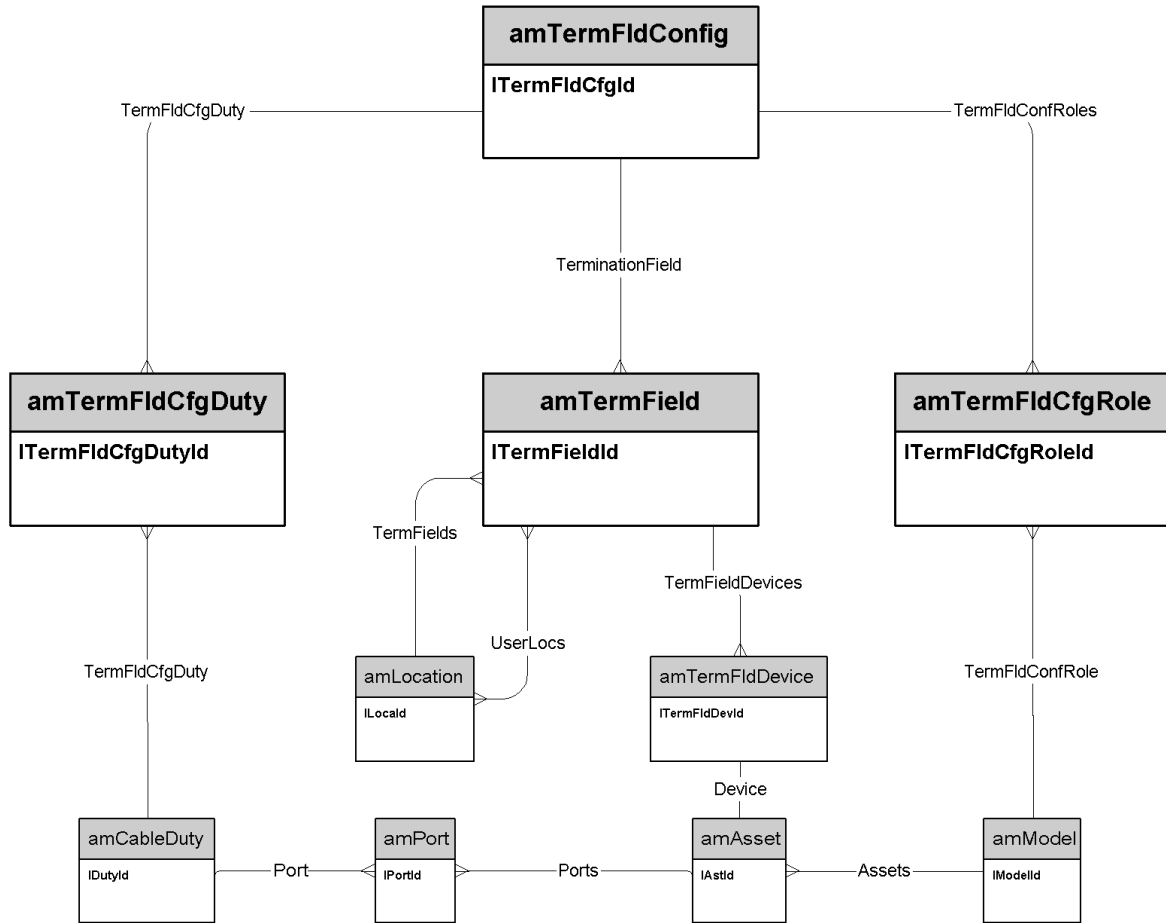 amTermFldConfig
lTermFldCfgId
TermFldCfgDuty
TermFldConfRoles
TerminationField
amTermFldCfgDuty
lTermFldCfgDutyId
amTermField
lTermFieldId
amTermFldCfgRole
lTermFldCfgRoleId
TermFields
TermFieldDevices
UserLocs
TermFldCfgDuty
amLocation
lLocaId
amTermFldDevice
lTermFldDevId
TermFldConfRole
Device
amCableDuty
lDutyId
Port
amPort
lPortId
Ports
amAsset
lAstId
Assets
amModel
lModelId